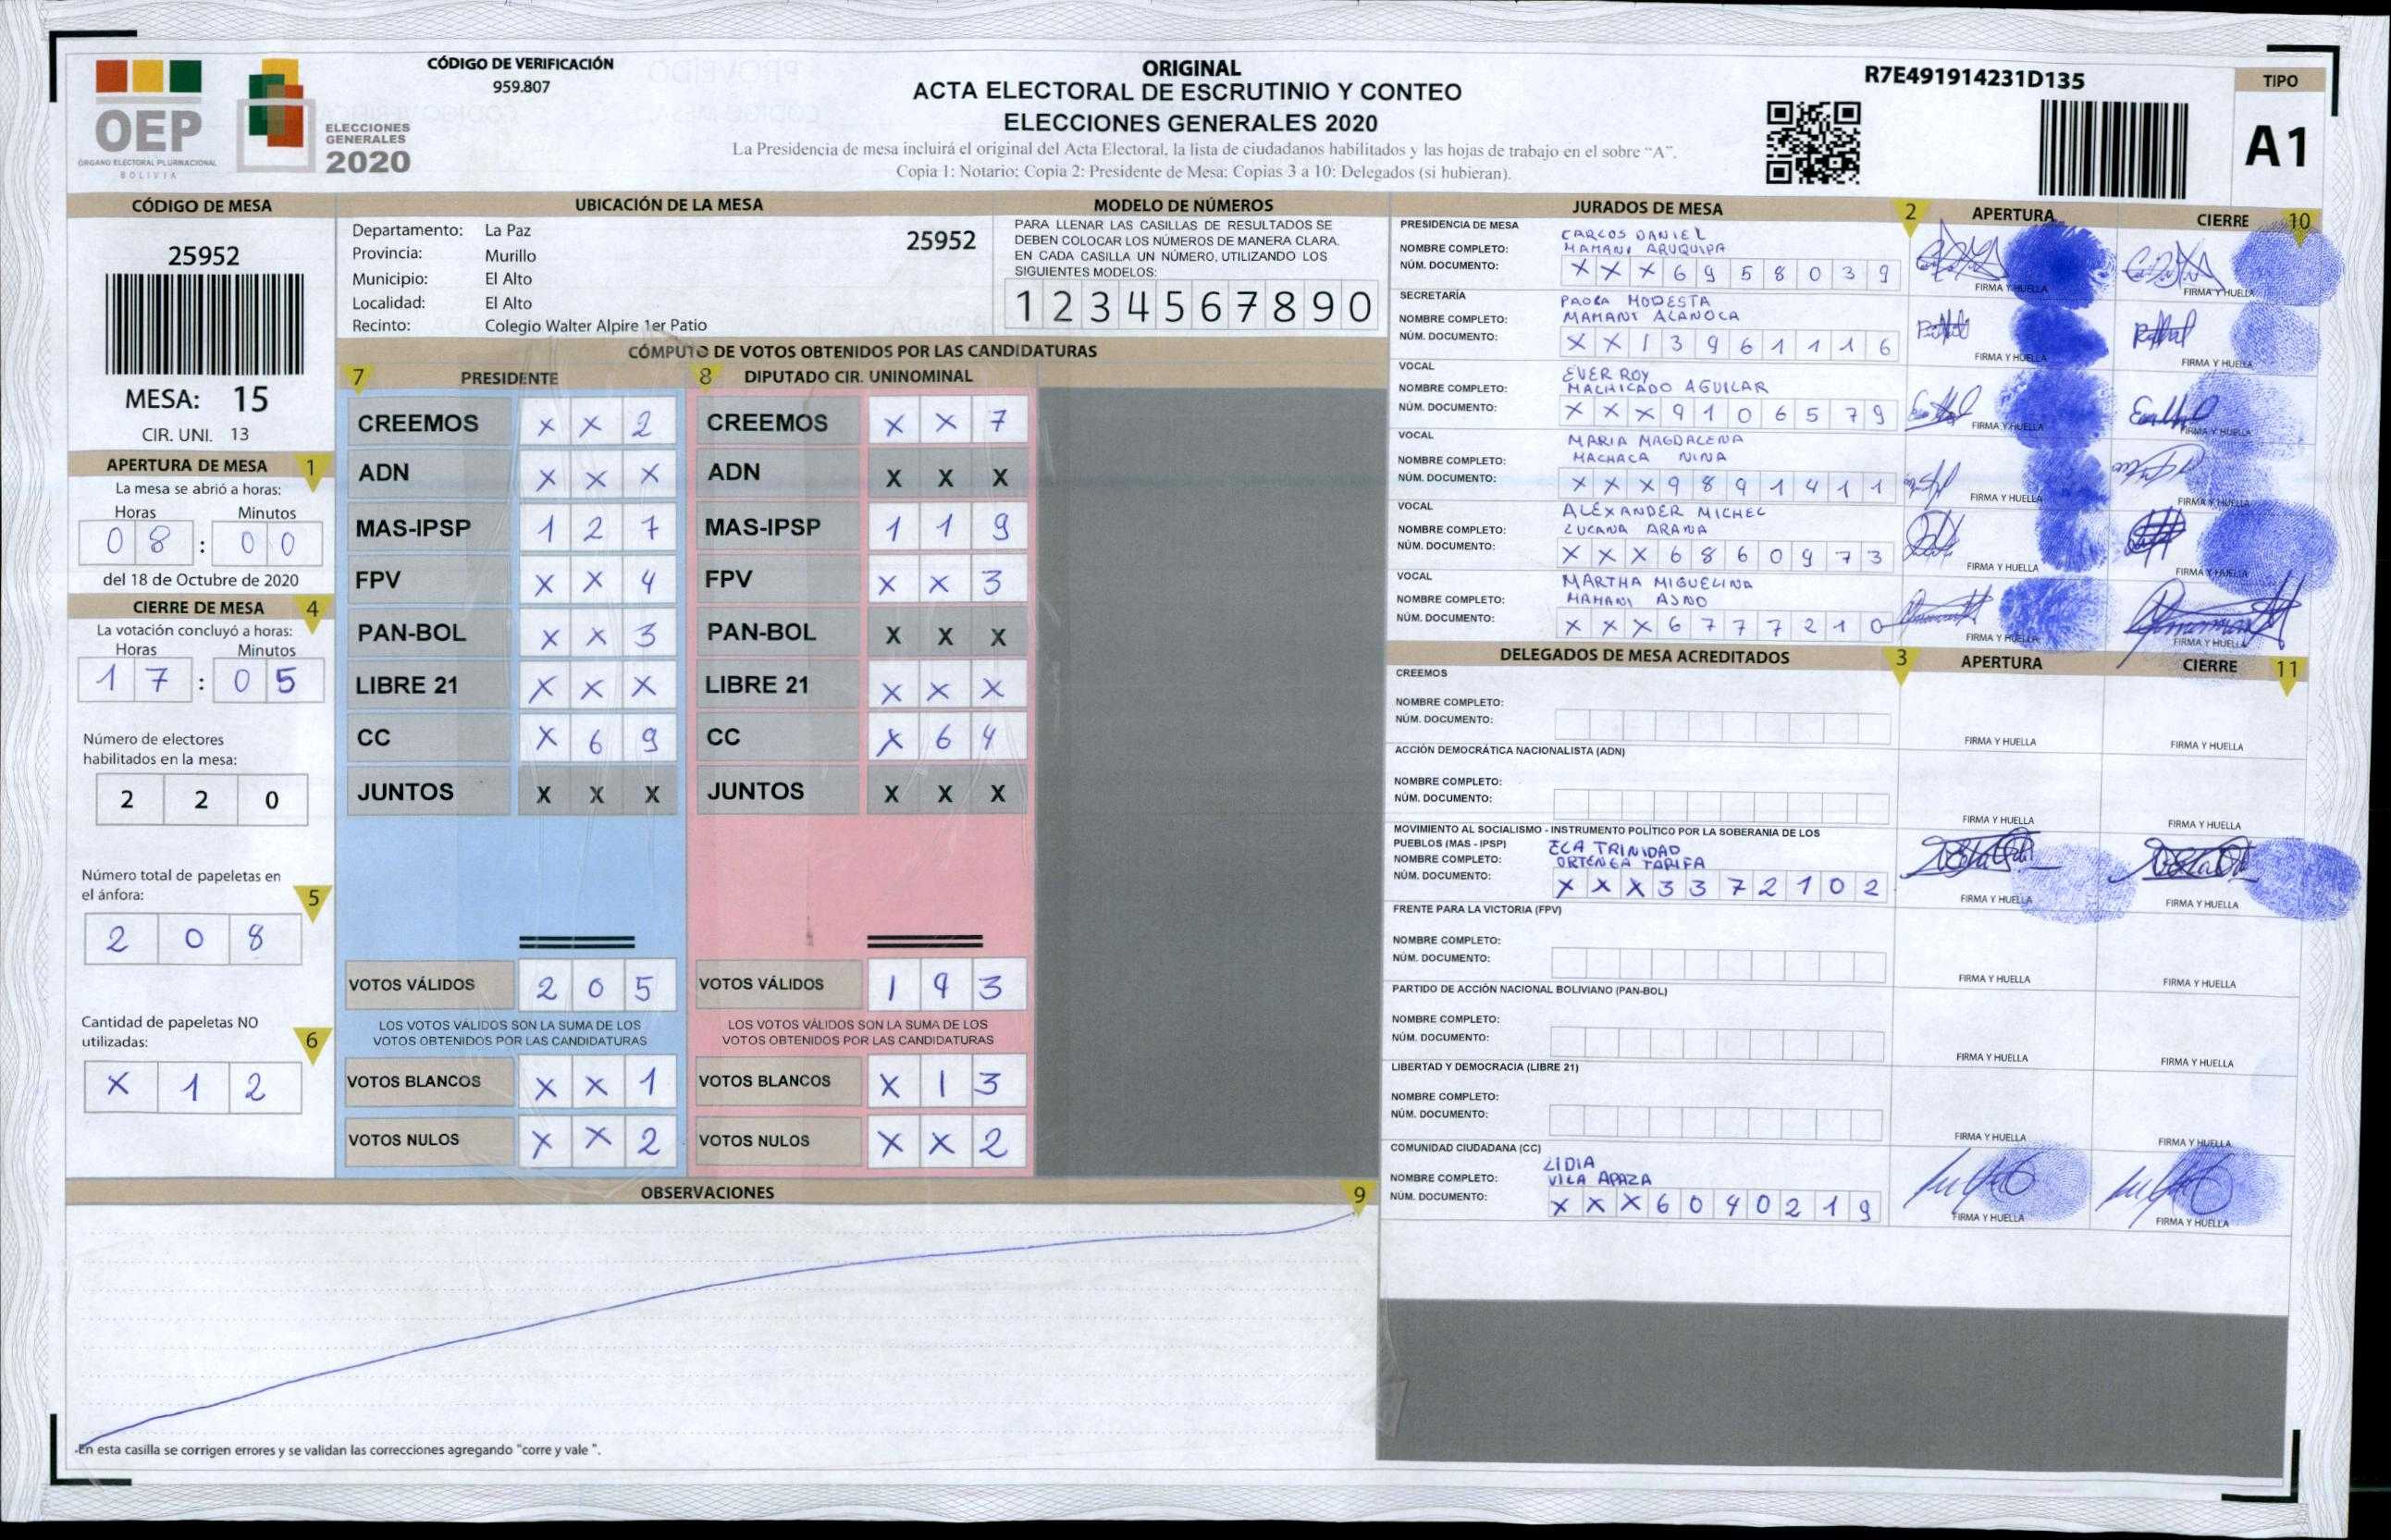 CÓDIGO DE VERIFICACIÓN
959.807
OEP
ÓRGANO ELECTORAL PLURINACIONAL
BOLIVIA
ELECCIONES
GENERALES
2020
ORIGINAL
ACTA ELECTORAL DE ESCRUTINIO Y CONTEO
ELECCIONES GENERALES 2020
La Presidencia de mesa incluirá el original del Acta Electoral, la lista de ciudadanos habilitados y las hojas de trabajo en el sobre “A”.
Copia 1: Notario; Copia 2: Presidente de Mesa; Copias 3 a 10: Delegados (si hubieran).
R7E491914231D135
TIPO
A1
CÓDIGO DE MESA
25952
MESA: 15
CIR. UNI. 13
APERTURA DE MESA 1
La mesa se abrió a horas:
Horas Minutos
0 8 : 0 0
del 18 de Octubre de 2020
CIERRE DE MESA 4
La votación concluyó a horas:
Horas Minutos
1 7 : 0 5
Número de electores
habilitados en la mesa:
2 2 0
Número total de papeletas en
el ánfora: 5
2 0 8
Cantidad de papeletas NO
utilizadas: 6
X 1 2
UBICACIÓN DE LA MESA
Departamento: La Paz
25952
Provincia: Murillo
Municipio: El Alto
Localidad: El Alto
Recinto: Colegio Walter Alpire 1er Patio
MODELO DE NÚMEROS
PARA LLENAR LAS CASILLAS DE RESULTADOS SE
DEBEN COLOCAR LOS NÚMEROS DE MANERA CLARA.
EN CADA CASILLA UN NÚMERO, UTILIZANDO LOS
SIGUIENTES MODELOS:
1 2 3 4 5 6 7 8 9 0
CÓMPUTO DE VOTOS OBTENIDOS POR LAS CANDIDATURAS
7 PRESIDENTE 8 DIPUTADO CIR. UNINOMINAL
CREEMOS X X 2 CREEMOS X X 7
ADN X X X ADN X X X
MAS-IPSP 1 2 7 MAS-IPSP 1 1 9
FPV X X 4 FPV X X 3
PAN-BOL X X 3 PAN-BOL X X X
LIBRE 21 X X X LIBRE 21 X X X
CC X 6 9 CC X 6 4
JUNTOS X X X JUNTOS X X X
VOTOS VÁLIDOS 2 0 5 VOTOS VÁLIDOS 1 9 3
LOS VOTOS VÁLIDOS SON LA SUMA DE LOS LOS VOTOS VÁLIDOS SON LA SUMA DE LOS
VOTOS OBTENIDOS POR LAS CANDIDATURAS VOTOS OBTENIDOS POR LAS CANDIDATURAS
VOTOS BLANCOS X X 1 VOTOS BLANCOS X 1 3
VOTOS NULOS X X 2 VOTOS NULOS X X 2
OBSERVACIONES 9
En esta casilla se corrigen errores y se validan las correcciones agregando "corre y vale ".
JURADOS DE MESA 2 APERTURA CIERRE 10
PRESIDENCIA DE MESA
CARLOS DANIEL
NOMBRE COMPLETO: MAMANI ARUQUIPA
NÚM. DOCUMENTO: X X X 6 9 5 8 0 3 9
FIRMA Y HUELLA FIRMA Y HUELLA
SECRETARÍA
PAOLA MODESTA
NOMBRE COMPLETO: MAMANI ALANOCA
NÚM. DOCUMENTO: X X 1 3 9 6 1 1 1 6
FIRMA Y HUELLA FIRMA Y HUELLA
VOCAL
EVER ROY
NOMBRE COMPLETO: MACHICADO AGUILAR
NÚM. DOCUMENTO: X X X 9 1 0 6 5 7 9
FIRMA Y HUELLA FIRMA Y HUELLA
VOCAL
MARIA MAGDALENA
NOMBRE COMPLETO: MACHACA NINA
NÚM. DOCUMENTO: X X X 9 8 9 1 4 1 1
FIRMA Y HUELLA FIRMA Y HUELLA
VOCAL
ALEXANDER MICHEL
NOMBRE COMPLETO: LUCANA ARANA
NÚM. DOCUMENTO: X X X 6 8 6 0 9 7 3
FIRMA Y HUELLA FIRMA Y HUELLA
VOCAL
MARTHA MIGUELINA
NOMBRE COMPLETO: MAMANI AJNO
NÚM. DOCUMENTO: X X X 6 7 7 7 2 1 0
FIRMA Y HUELLA FIRMA Y HUELLA
DELEGADOS DE MESA ACREDITADOS 3 APERTURA CIERRE 11
CREEMOS
NOMBRE COMPLETO:
NÚM. DOCUMENTO:
FIRMA Y HUELLA FIRMA Y HUELLA
ACCIÓN DEMOCRÁTICA NACIONALISTA (ADN)
NOMBRE COMPLETO:
NÚM. DOCUMENTO:
FIRMA Y HUELLA FIRMA Y HUELLA
MOVIMIENTO AL SOCIALISMO - INSTRUMENTO POLÍTICO POR LA SOBERANIA DE LOS
PUEBLOS (MAS - IPSP) ELA TRINIDAD
NOMBRE COMPLETO: ORTENGA TARIFA
NÚM. DOCUMENTO: X X X 3 3 7 2 1 0 2
FIRMA Y HUELLA FIRMA Y HUELLA
FRENTE PARA LA VICTORIA (FPV)
NOMBRE COMPLETO:
NÚM. DOCUMENTO:
FIRMA Y HUELLA FIRMA Y HUELLA
PARTIDO DE ACCIÓN NACIONAL BOLIVIANO (PAN-BOL)
NOMBRE COMPLETO:
NÚM. DOCUMENTO:
FIRMA Y HUELLA FIRMA Y HUELLA
LIBERTAD Y DEMOCRACIA (LIBRE 21)
NOMBRE COMPLETO:
NÚM. DOCUMENTO:
FIRMA Y HUELLA FIRMA Y HUELLA
COMUNIDAD CIUDADANA (CC)
LIDIA
NOMBRE COMPLETO: VILA APAZA
NÚM. DOCUMENTO: X X X 6 0 4 0 2 1 9
FIRMA Y HUELLA FIRMA Y HUELLA